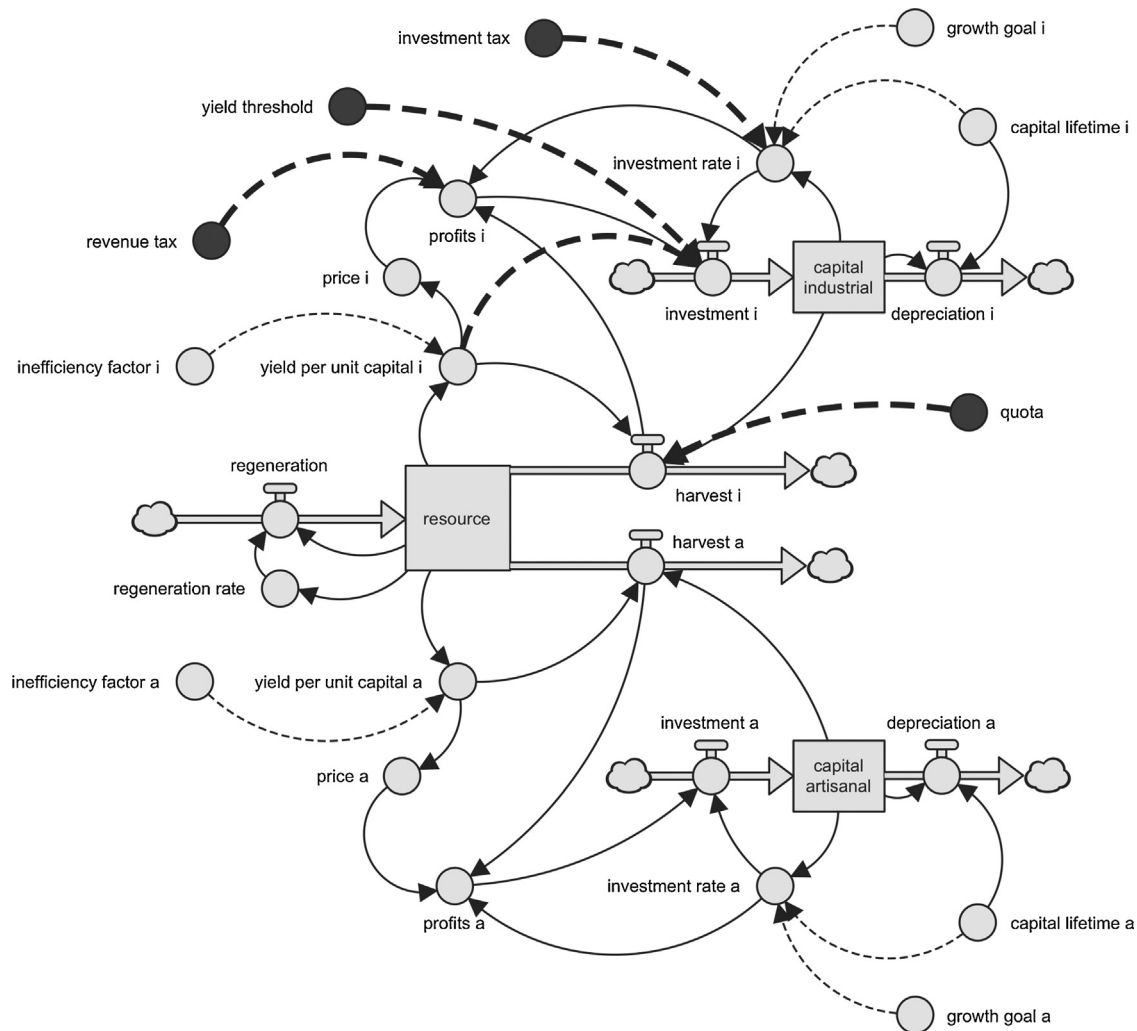 growth goal i
investment tax
yield threshold
capital lifetime i
investment rate i
revenue tax
profits i
price i
capital
industrial
investment i
depreciation i
inefficiency factor i
yield per unit capital i
quota
regeneration
harvest i
resource
harvest a
regeneration rate
inefficiency factor a
yield per unit capital a
investment a
depreciation a
price a
capital
artisanal
investment rate a
profits a
capital lifetime a
growth goal a